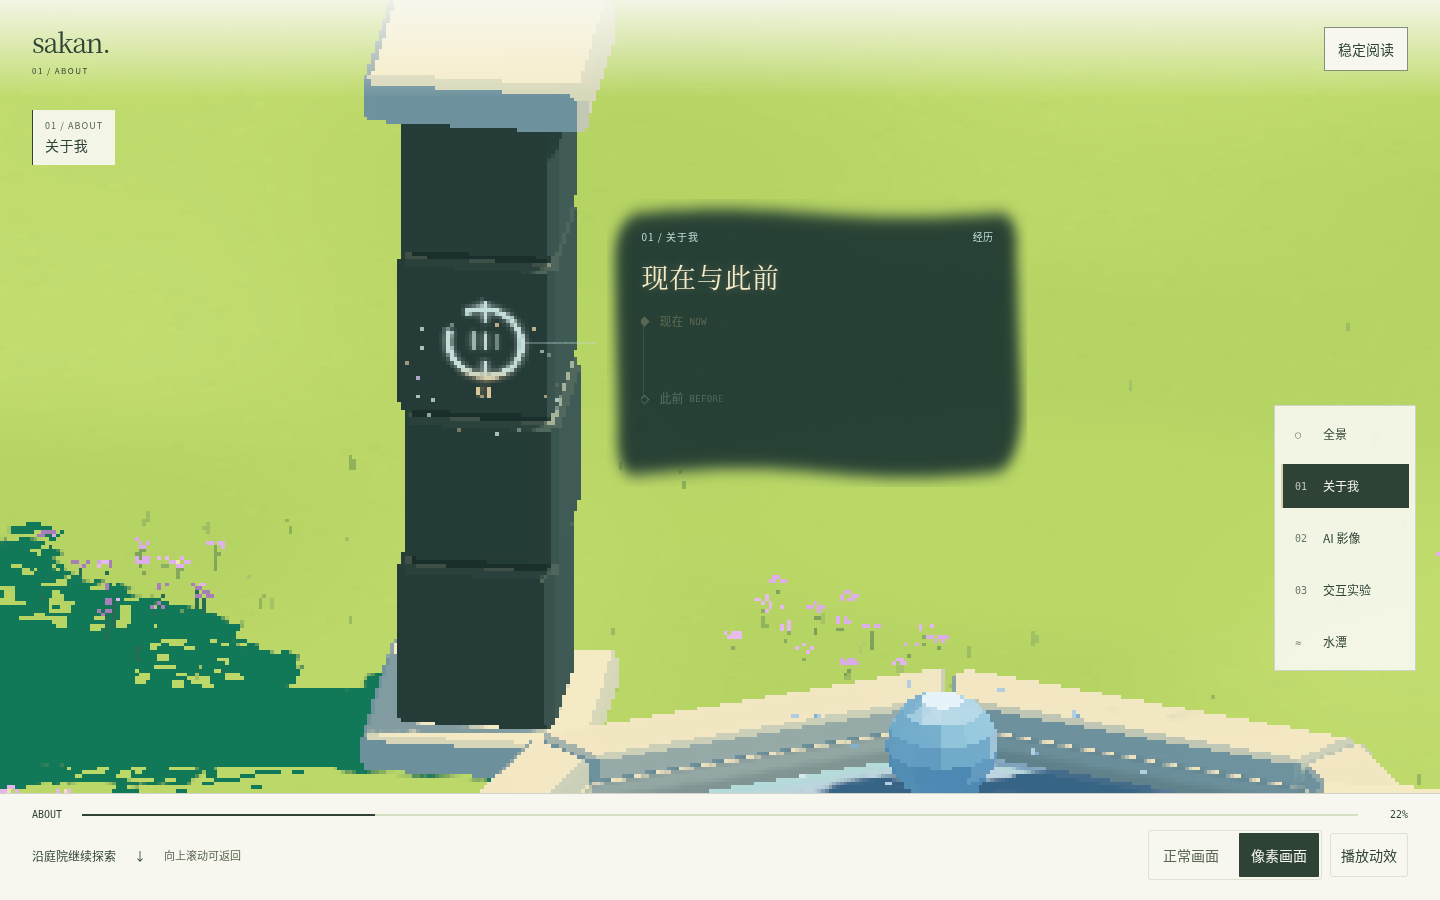 sakan.
01 / ABOUT
稳定阅读
01 / ABOUT
关于我
01 / 关于我
经历
现在与此前
现在 NOW
此前 BEFORE
全景
01 关于我
02 AI 影像
03 交互实验
≈ 水潭
ABOUT
22%
沿庭院继续探索 ↓ 向上滚动可返回
正常画面 像素画面 播放动效